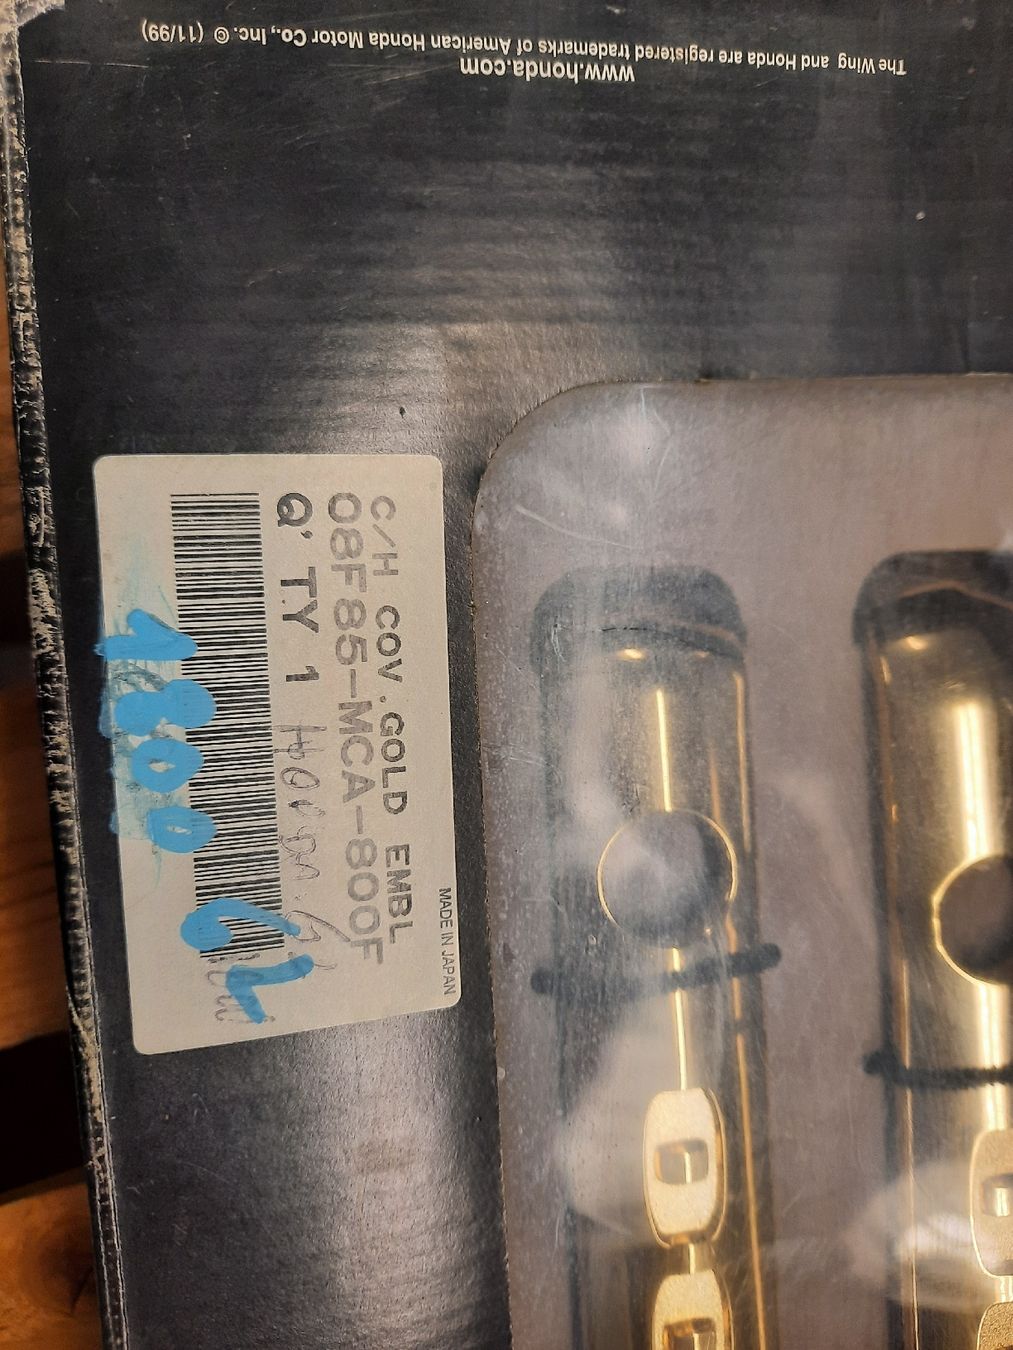 The Wing and Honda are registered trademarks of American Honda Motor Co., Inc. © (11/99)
www.honda.com
MADE IN JAPAN
C/H COV.GOLD EMBL
08F85-MCA-800F
Q'TY 1
1800
GL